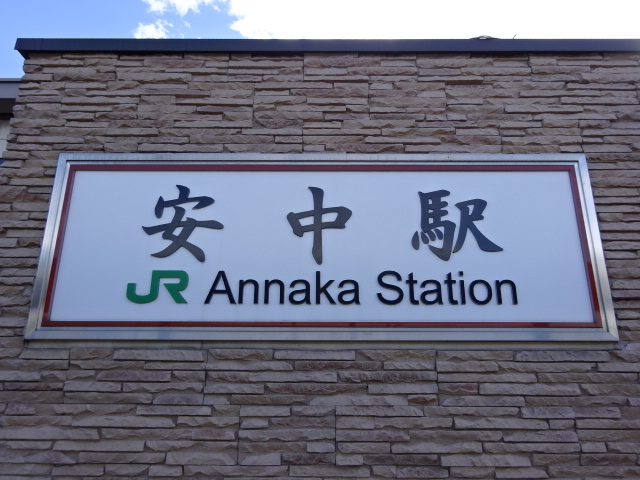 安中駅
JR Annaka Station